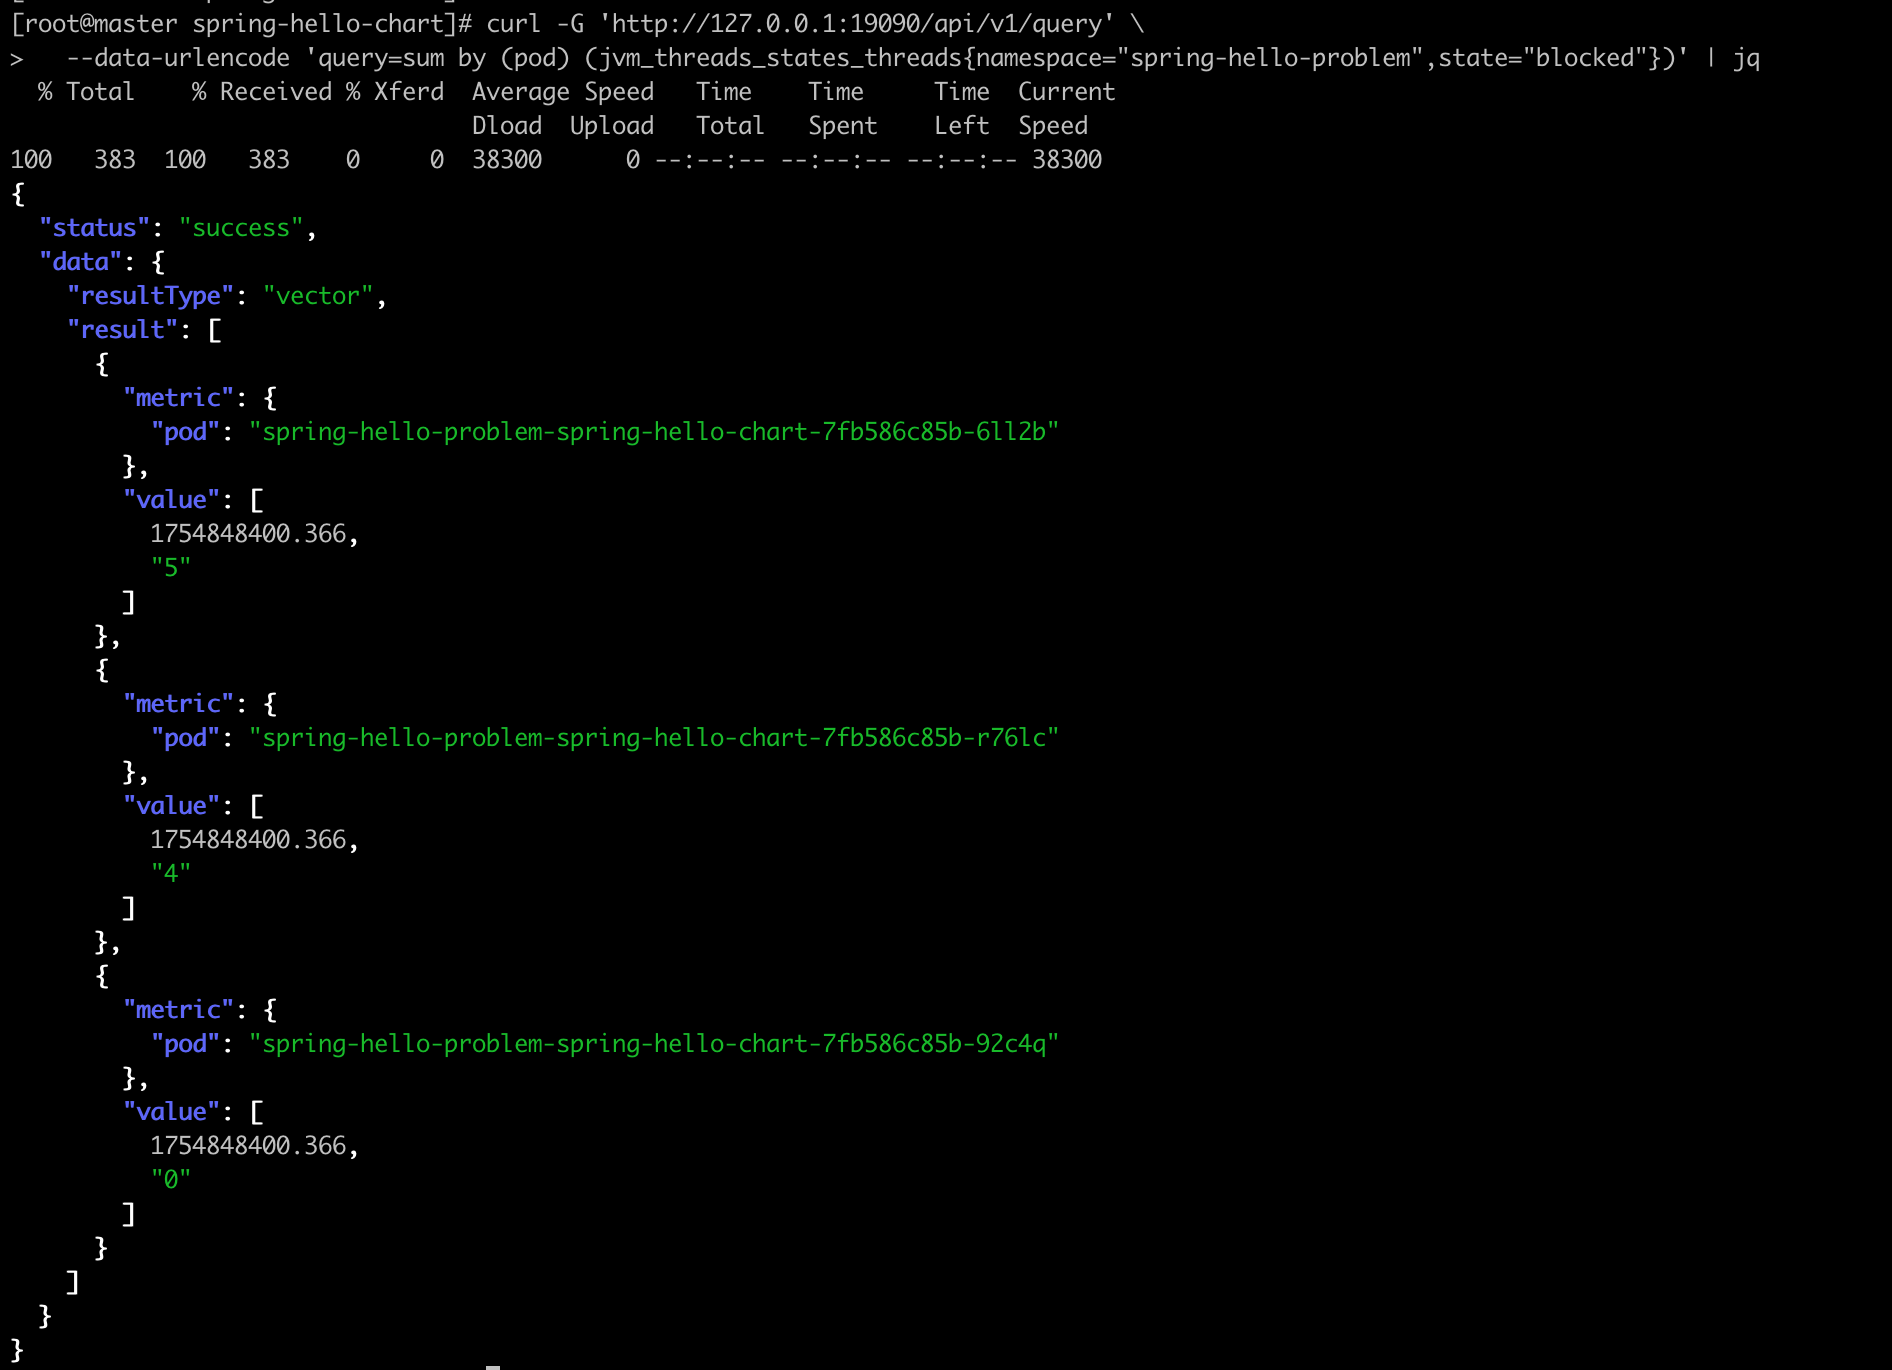 [root@master spring-hello-chart]# curl -G 'http://127.0.0.1:19090/api/v1/query' \
>   --data-urlencode 'query=sum by (pod) (jvm_threads_states_threads{namespace="spring-hello-problem",state="blocked"})' | jq
  % Total    % Received % Xferd  Average Speed   Time    Time     Time  Current
                                 Dload  Upload   Total   Spent    Left  Speed
100   383  100   383    0     0  38300      0 --:--:-- --:--:-- --:--:-- 38300
{
  "status": "success",
  "data": {
    "resultType": "vector",
    "result": [
      {
        "metric": {
          "pod": "spring-hello-problem-spring-hello-chart-7fb586c85b-6ll2b"
        },
        "value": [
          1754848400.366,
          "5"
        ]
      },
      {
        "metric": {
          "pod": "spring-hello-problem-spring-hello-chart-7fb586c85b-r76lc"
        },
        "value": [
          1754848400.366,
          "4"
        ]
      },
      {
        "metric": {
          "pod": "spring-hello-problem-spring-hello-chart-7fb586c85b-92c4q"
        },
        "value": [
          1754848400.366,
          "0"
        ]
      }
    ]
  }
}